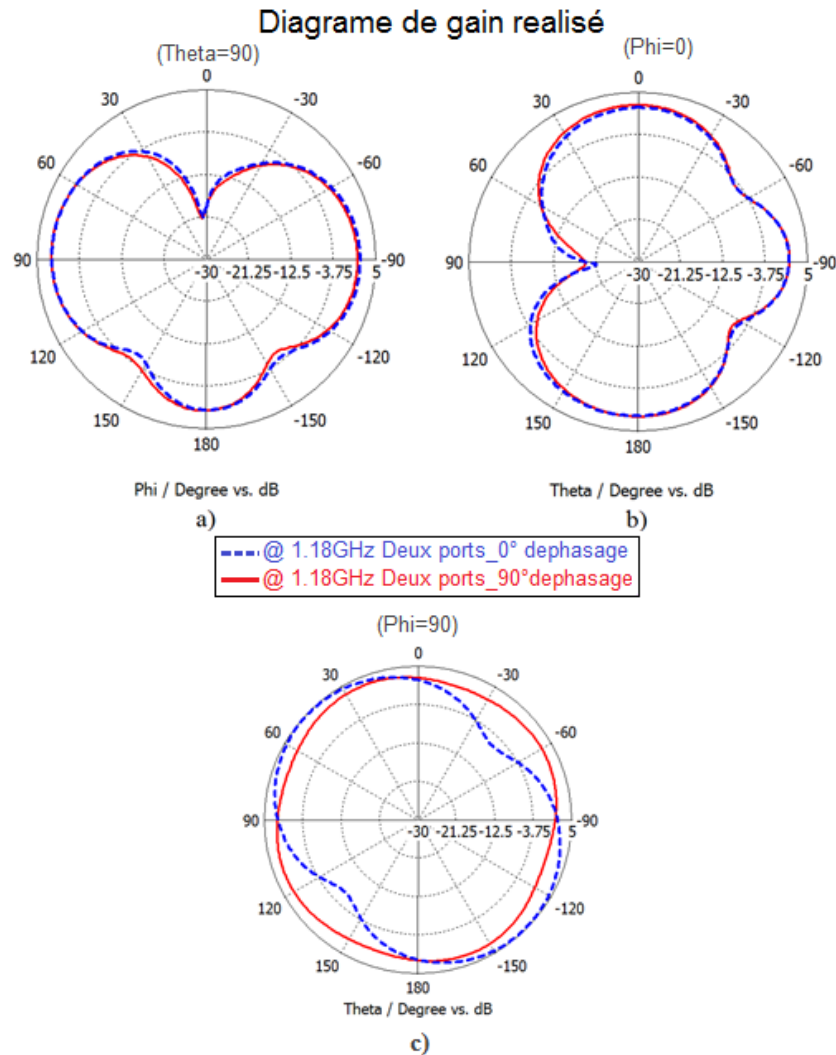 Diagrame de gain realisé
(Theta=90)
0
30
-30
60
-60
90
-30 -21.25 -12.5 -3.75 5
-90
120
-120
150
-150
180
Phi / Degree vs. dB
a)
(Phi=0)
0
30
-30
60
-60
90
-30 -21.25 -12.5 -3.75 5
-90
120
-120
150
-150
180
Theta / Degree vs. dB
b)
@ 1.18GHz Deux ports_0° dephasage
@ 1.18GHz Deux ports_90°dephasage
(Phi=90)
0
30
-30
60
-60
90
-30 -21.25 -12.5 -3.75 5
-90
120
-120
150
-150
180
Theta / Degree vs. dB
c)